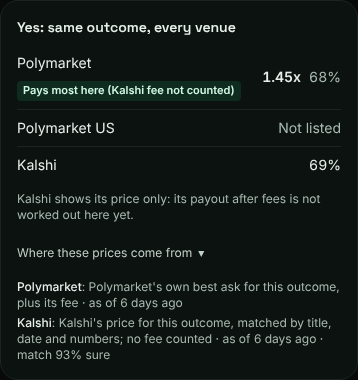 Yes: same outcome, every venue
Polymarket
1.45x 68%
Pays most here (Kalshi fee not counted)
Polymarket US
Not listed
Kalshi
69%
Kalshi shows its price only: its payout after fees is not
worked out here yet.
Where these prices come from ▾
Polymarket: Polymarket's own best ask for this outcome,
plus its fee · as of 6 days ago
Kalshi: Kalshi's price for this outcome, matched by title,
date and numbers; no fee counted · as of 6 days ago ·
match 93% sure